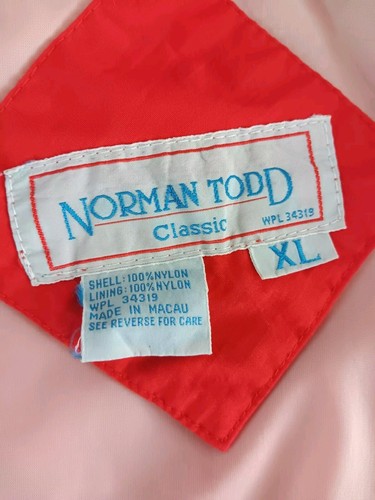 NORMAN TODD
Classic
WPL 34319
XL
SHELL: 100% NYLON
LINING: 100% NYLON
WPL 34319
MADE IN MACAU
SEE REVERSE FOR CARE